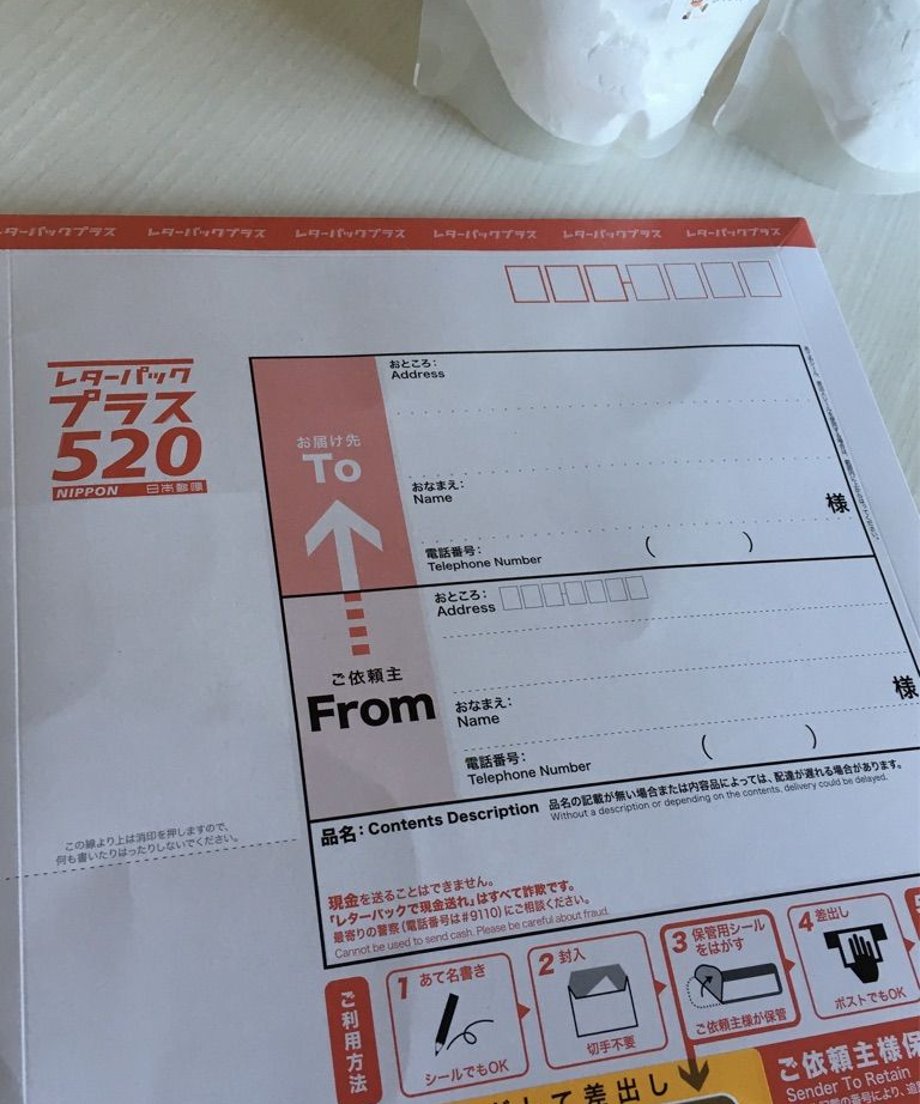 レターパックプラス レターパックプラス レターパックプラス レターパックプラス レターパックプラス
レターパック
プラス
520
NIPPON 日本郵便
お届け先
To
おところ:
Address
おなまえ:
Name
様
電話番号:
Telephone Number ( )
ご依頼主
From
おところ:
Address
おなまえ:
Name
様
電話番号:
Telephone Number ( )
品名:Contents Description
品名の記載が無い場合または内容品によっては、配達が遅れる場合があります。
Without a description or depending on the contents, delivery could be delayed.
この線より上は消印を押しますので、
何も書いたりはったりしないでください。
現金を送ることはできません。
「レターパックで現金送れ」はすべて詐欺です。
最寄りの警察(電話番号は#9110)にご相談ください。
Cannot be used to send cash. Please be careful about fraud.
ご利用方法
1 あて名書き
シールでもOK
2 封入
切手不要
3 保管用シール
をはがす
ご依頼主様が保管
4 差出し
ポストでもOK
して差出し
ご依頼主様保
Sender To Retain